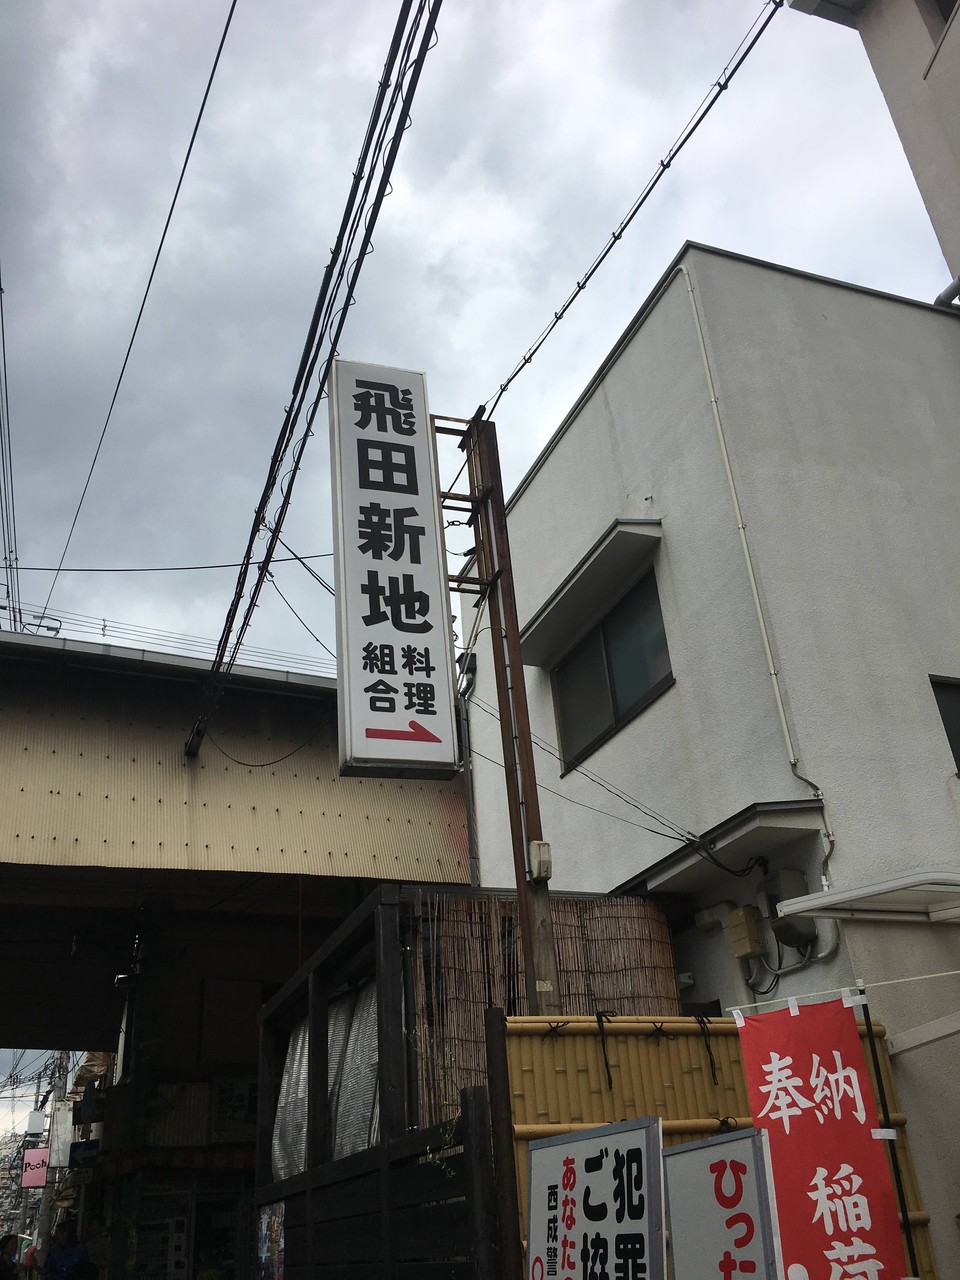 飛田新地
料理
組合
Pooh
犯罪
ご協
あなた
西成警
ひった
奉納
稲荷